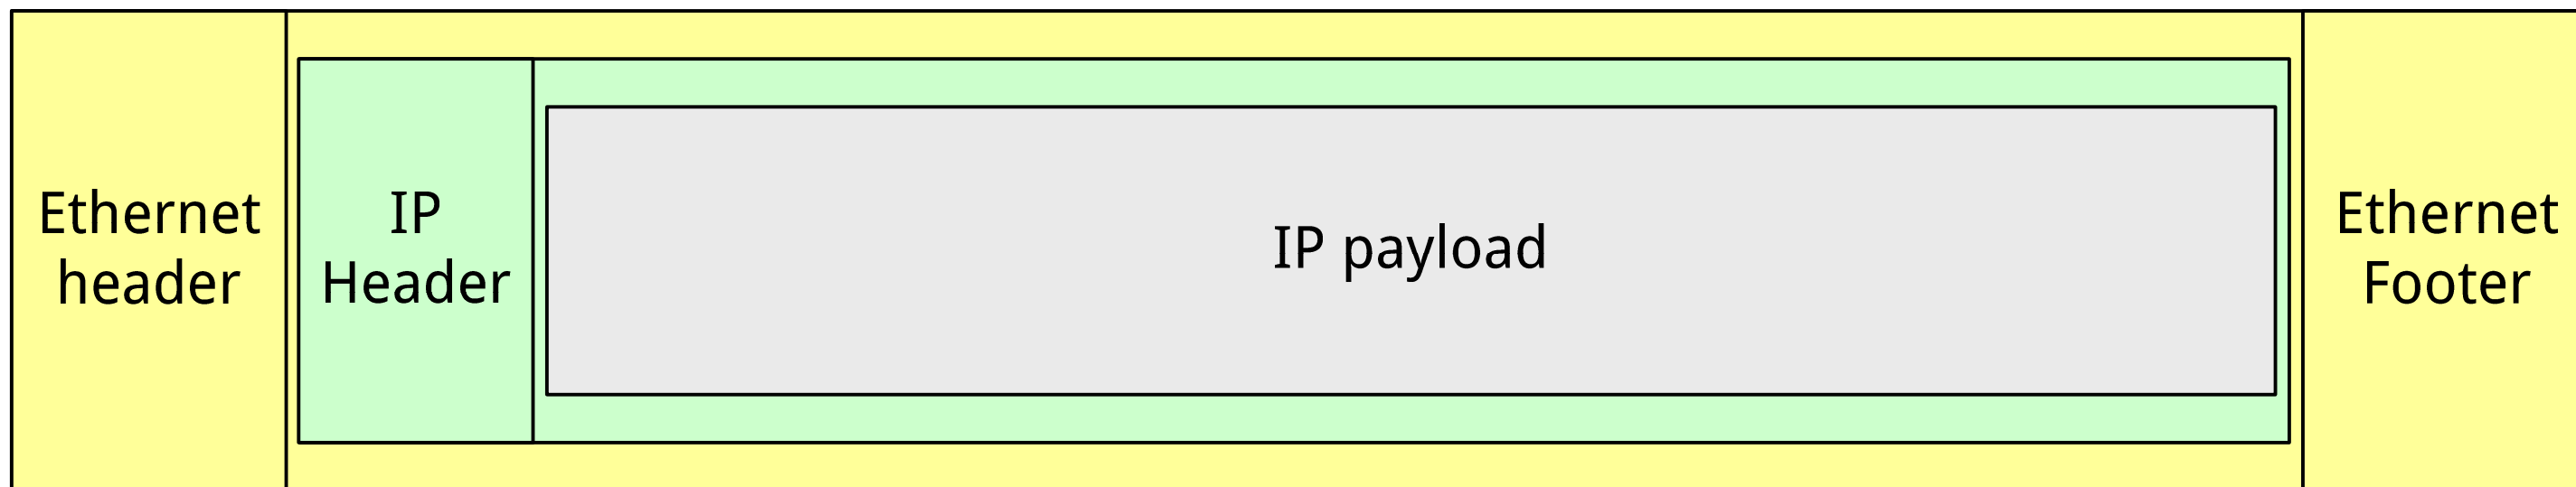 Ethernet
header
IP
Header
IP payload
Ethernet
Footer